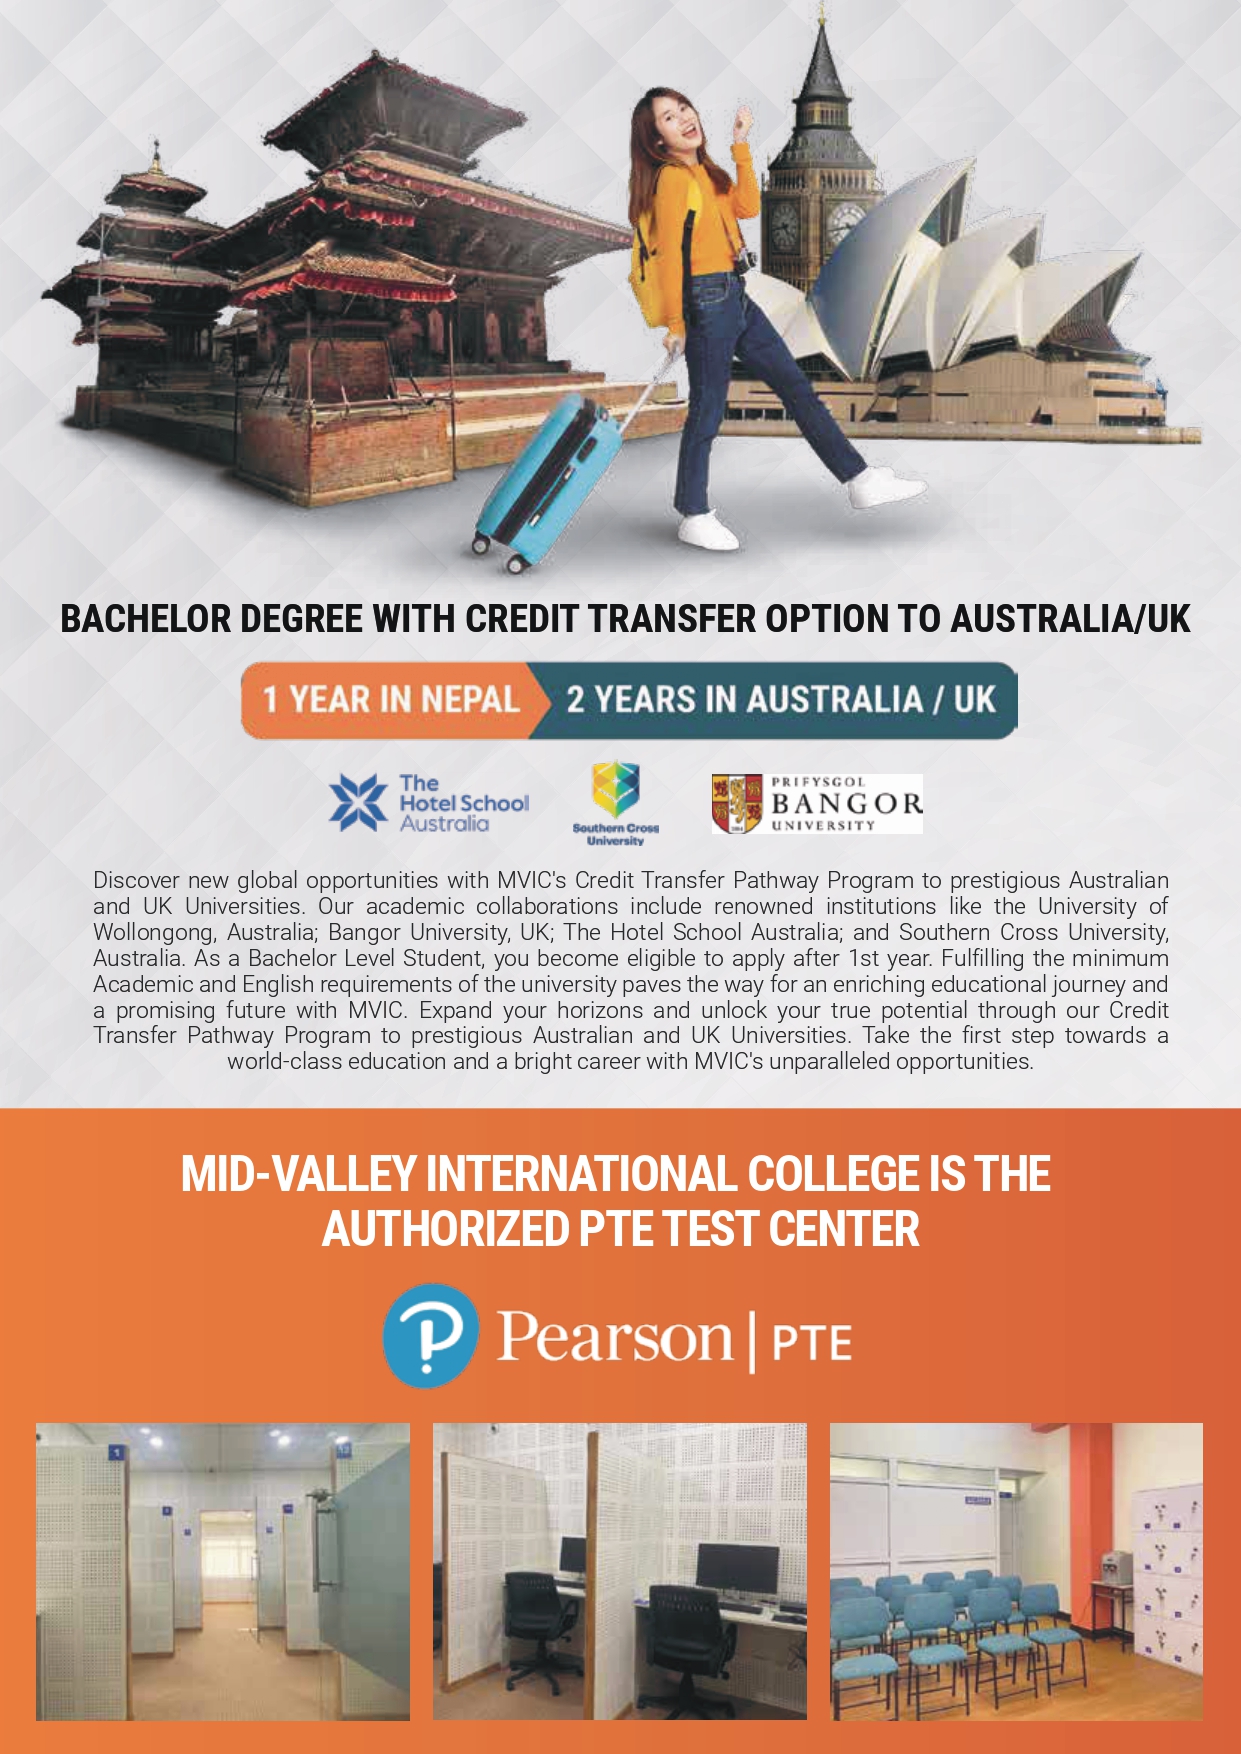 BACHELOR DEGREE WITH CREDIT TRANSFER OPTION TO AUSTRALIA/UK
1 YEAR IN NEPAL
2 YEARS IN AUSTRALIA / UK
The
Hotel School
Australia
Southern Cross
University
PRIFYSGOL
BANGOR
UNIVERSITY
Discover new global opportunities with MVIC's Credit Transfer Pathway Program to prestigious Australian
and UK Universities. Our academic collaborations include renowned institutions like the University of
Wollongong, Australia; Bangor University, UK; The Hotel School Australia; and Southern Cross University,
Australia. As a Bachelor Level Student, you become eligible to apply after 1st year. Fulfilling the minimum
Academic and English requirements of the university paves the way for an enriching educational journey and
a promising future with MVIC. Expand your horizons and unlock your true potential through our Credit
Transfer Pathway Program to prestigious Australian and UK Universities. Take the first step towards a
world-class education and a bright career with MVIC's unparalleled opportunities.
MID-VALLEY INTERNATIONAL COLLEGE IS THE
AUTHORIZED PTE TEST CENTER
Pearson | PTE
1